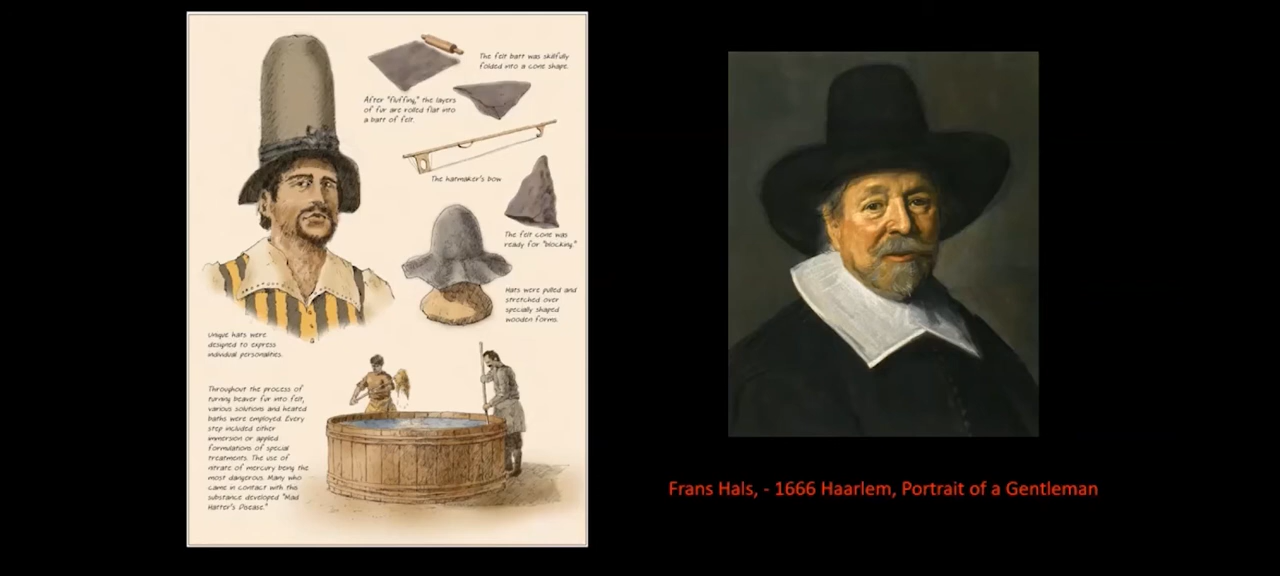 The felt batt was skilfully
folded into a cone shape.
After "fluffing," the layers
of fur are rolled flat into
a batt of felt.
The hatmaker's bow
The felt cone was
ready for "blocking."
Hats were pulled and
stretched over
specially shaped
wooden forms.
Unique hats were
designed to express
individual personalities.
Throughout the process of
turning beaver fur into felt,
various solutions and heated
baths were employed. Every
step included either
immersion or applied
formulations of special
treatments. The use of
nitrate of mercury being the
most dangerous. Many who
came in contact with this
substance developed "Mad
Hatter's Disease."
Frans Hals, - 1666 Haarlem, Portrait of a Gentleman